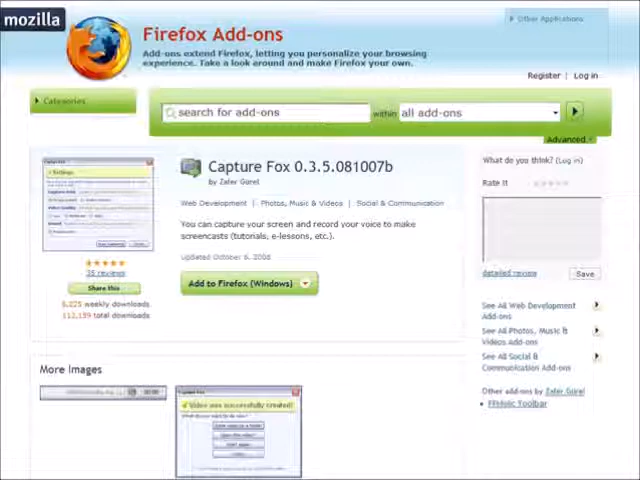 mozilla
Other Applications
Firefox Add-ons
Add-ons extend Firefox, letting you personalize your browsing
experience. Take a look around and make Firefox your own.
Register | Log in
Categories
search for add-ons within all add-ons
Advanced
Capture Fox 0.3.5.081007b
by Zafer Gurel
Web Development | Photos, Music & Videos | Social & Communication
You can capture your screen and record your voice to make
screencasts (tutorials, e-lessons, etc.).
Updated October 6, 2008
Add to Firefox (Windows)
35 reviews
Share this
weekly downloads
total downloads
What do you think? (Log in)
Rate it
detailed review
Save
See All Web Development
Add-ons
See All Photos, Music &
Videos Add-ons
See All Social &
Communication Add-ons
Other add-ons by Zafer Gurel
More Images
Video was successfully created!